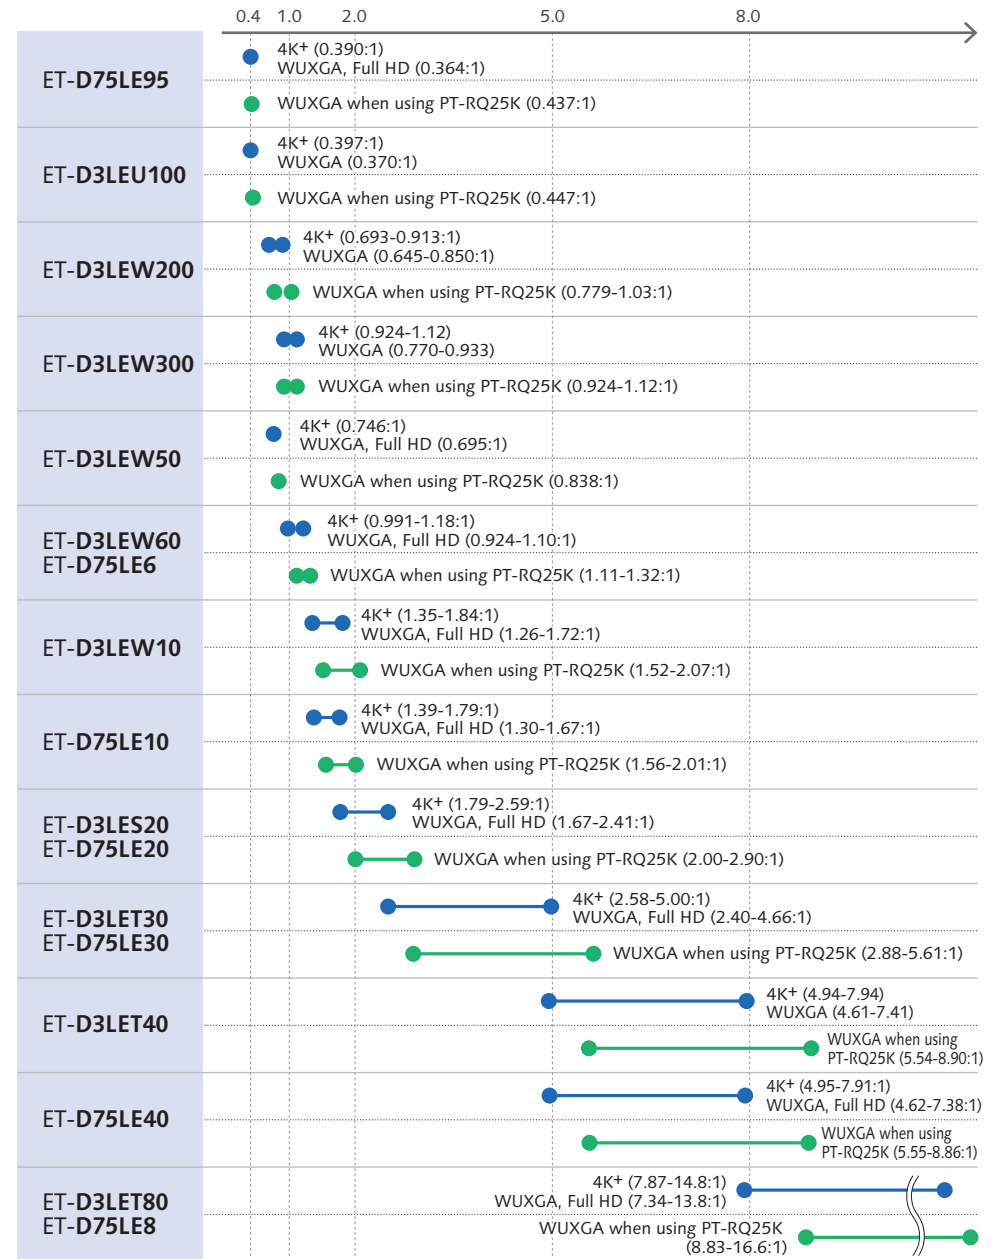 0.4 1.0 2.0 5.0 8.0
ET-D75LE95
4K+ (0.390:1)
WUXGA, Full HD (0.364:1)
WUXGA when using PT-RQ25K (0.437:1)
ET-D3LEU100
4K+ (0.397:1)
WUXGA (0.370:1)
WUXGA when using PT-RQ25K (0.447:1)
ET-D3LEW200
4K+ (0.693-0.913:1)
WUXGA (0.645-0.850:1)
WUXGA when using PT-RQ25K (0.779-1.03:1)
ET-D3LEW300
4K+ (0.924-1.12)
WUXGA (0.770-0.933)
WUXGA when using PT-RQ25K (0.924-1.12:1)
ET-D3LEW50
4K+ (0.746:1)
WUXGA, Full HD (0.695:1)
WUXGA when using PT-RQ25K (0.838:1)
ET-D3LEW60
ET-D75LE6
4K+ (0.991-1.18:1)
WUXGA, Full HD (0.924-1.10:1)
WUXGA when using PT-RQ25K (1.11-1.32:1)
ET-D3LEW10
4K+ (1.35-1.84:1)
WUXGA, Full HD (1.26-1.72:1)
WUXGA when using PT-RQ25K (1.52-2.07:1)
ET-D75LE10
4K+ (1.39-1.79:1)
WUXGA, Full HD (1.30-1.67:1)
WUXGA when using PT-RQ25K (1.56-2.01:1)
ET-D3LES20
ET-D75LE20
4K+ (1.79-2.59:1)
WUXGA, Full HD (1.67-2.41:1)
WUXGA when using PT-RQ25K (2.00-2.90:1)
ET-D3LET30
ET-D75LE30
4K+ (2.58-5.00:1)
WUXGA, Full HD (2.40-4.66:1)
WUXGA when using PT-RQ25K (2.88-5.61:1)
ET-D3LET40
4K+ (4.94-7.94)
WUXGA (4.61-7.41)
WUXGA when using
PT-RQ25K (5.54-8.90:1)
ET-D75LE40
4K+ (4.95-7.91:1)
WUXGA, Full HD (4.62-7.38:1)
WUXGA when using
PT-RQ25K (5.55-8.86:1)
ET-D3LET80
ET-D75LE8
4K+ (7.87-14.8:1)
WUXGA, Full HD (7.34-13.8:1)
WUXGA when using PT-RQ25K
(8.83-16.6:1)